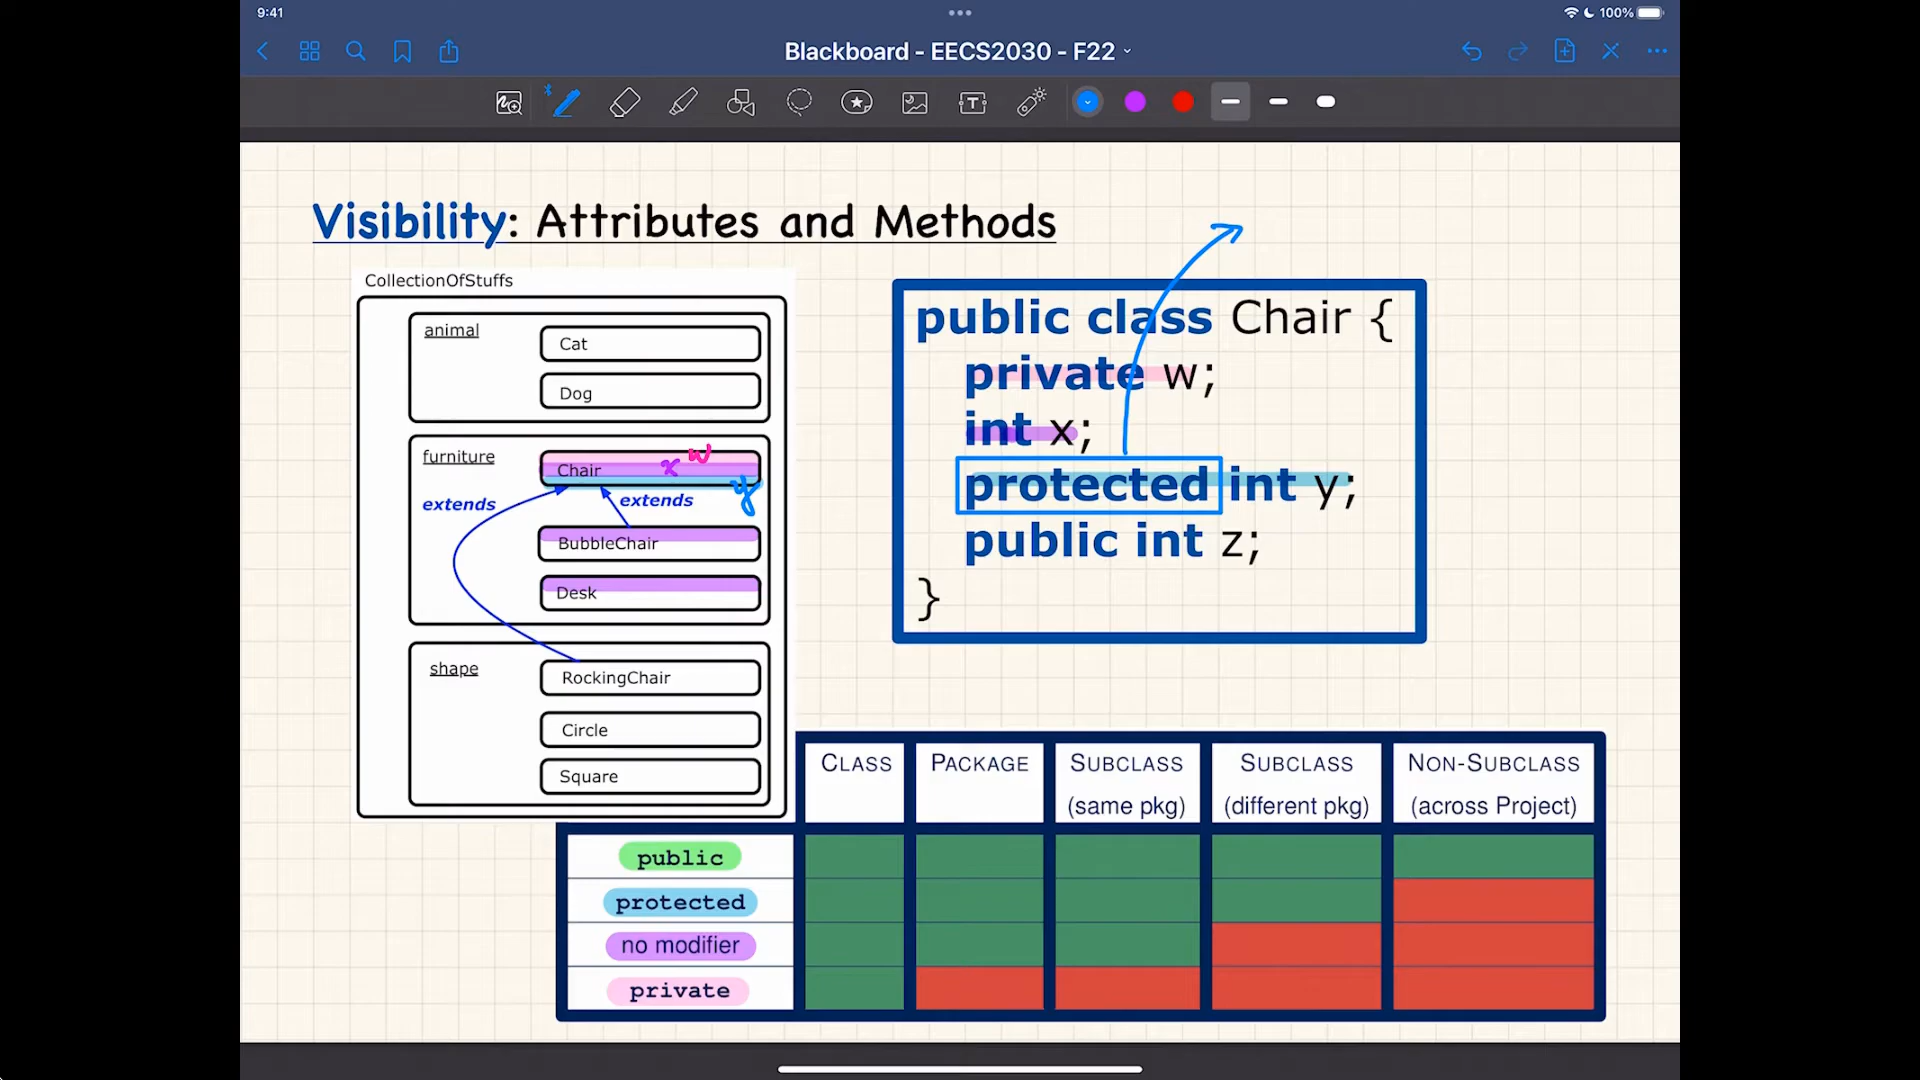 9:41
100%
Blackboard - EECS2030 - F22
Visibility: Attributes and Methods
CollectionOfStuffs
animal
Cat
Dog
furniture
Chair
x
w
y
extends
extends
BubbleChair
Desk
shape
RockingChair
Circle
Square
public class Chair {
private w;
int x;
protected int y;
public int z;
}
CLASS PACKAGE SUBCLASS SUBCLASS NON-SUBCLASS
(same pkg) (different pkg) (across Project)
public
protected
no modifier
private